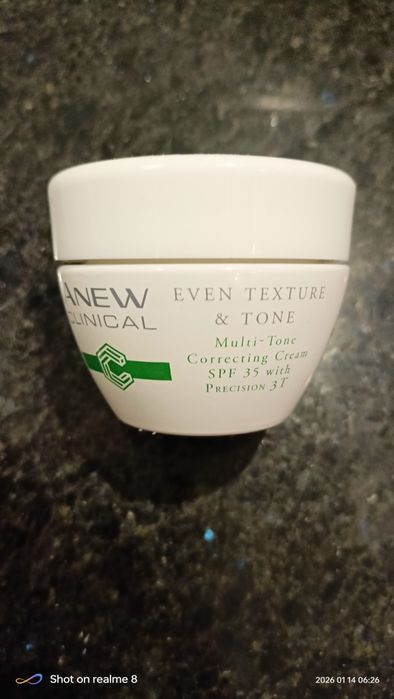 ANEW
CLINICAL
EVEN TEXTURE
& TONE
Multi-Tone
Correcting Cream
SPF 35 with
PRECISION 3T
Shot on realme 8
2026 01 14 06:26